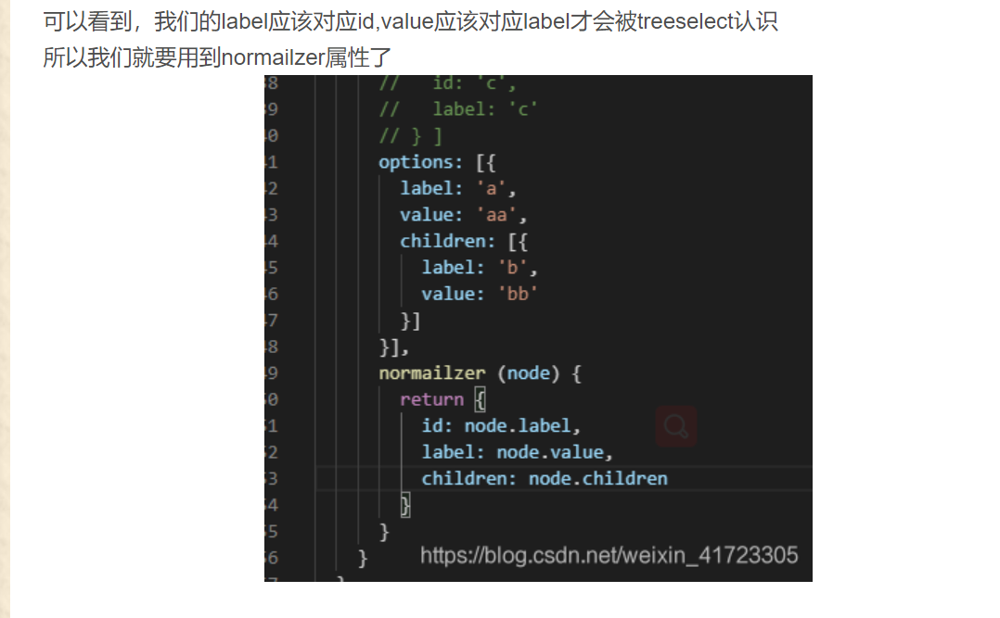 可以看到，我们的label应该对应id,value应该对应label才会被treeselect认识
所以我们就要用到normailzer属性了
8 //   id: 'c',
9 //   label: 'c'
0 // } ]
1 options: [{
2   label: 'a',
3   value: 'aa',
4   children: [{
5     label: 'b',
6     value: 'bb'
7   }]
8 }],
9 normailzer (node) {
0   return {
1     id: node.label,
2     label: node.value,
3     children: node.children
4   }
5 }
6 }
https://blog.csdn.net/weixin_41723305